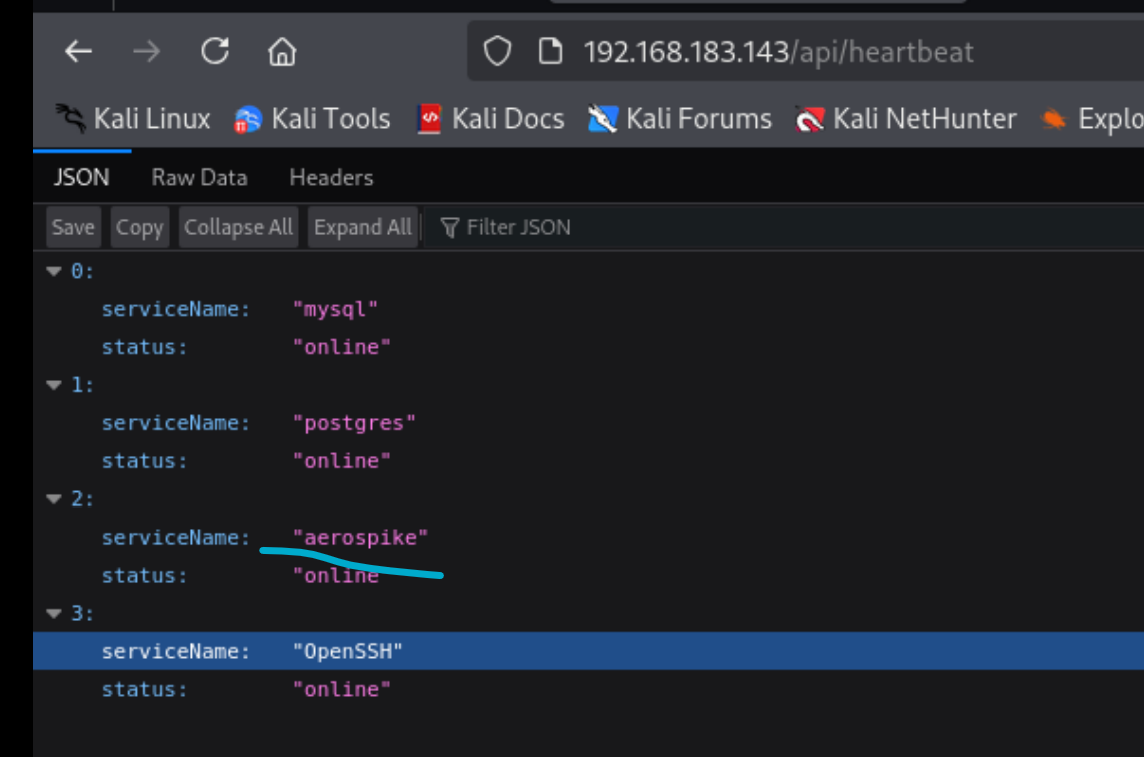 192.168.183.143/api/heartbeat
Kali Linux Kali Tools Kali Docs Kali Forums Kali NetHunter Explo
JSON Raw Data Headers
Save Copy Collapse All Expand All Filter JSON
0:
serviceName: "mysql"
status: "online"
1:
serviceName: "postgres"
status: "online"
2:
serviceName: "aerospike"
status: "online"
3:
serviceName: "OpenSSH"
status: "online"